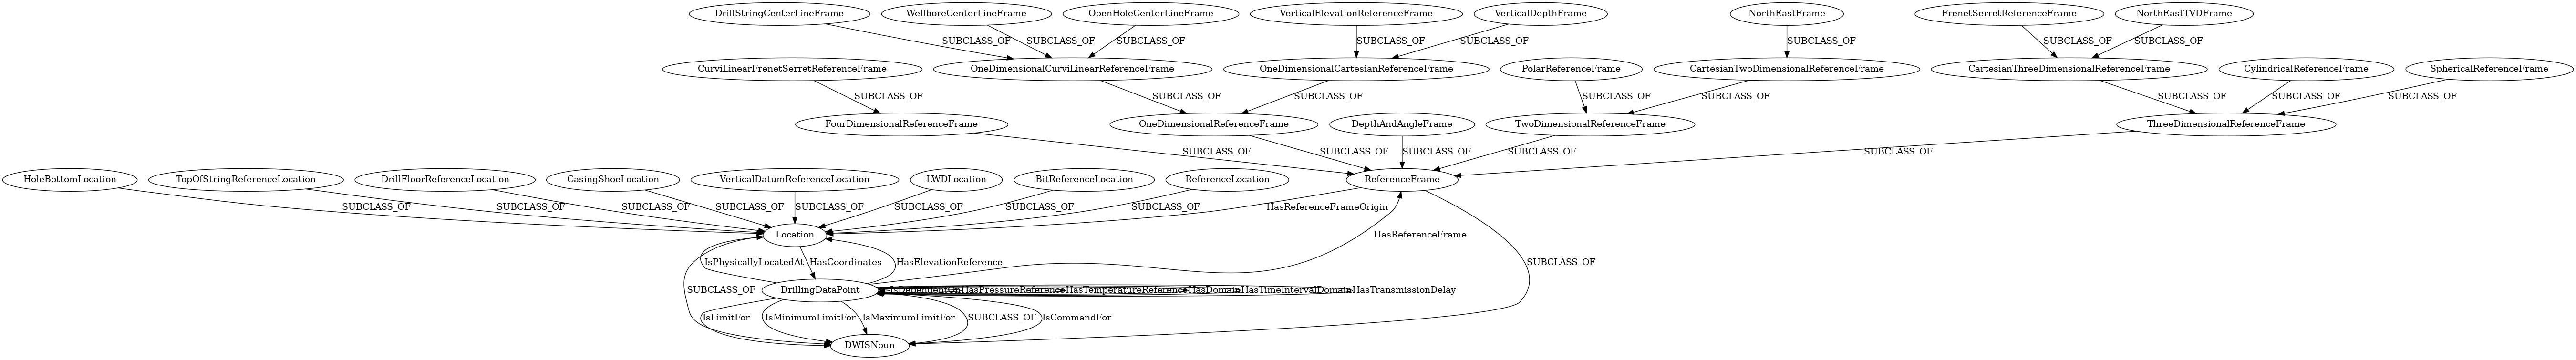 DrillStringCenterLineFrame
WellboreCenterLineFrame
OpenHoleCenterLineFrame
VerticalElevationReferenceFrame
VerticalDepthFrame
NorthEastFrame
FrenetSerretReferenceFrame
NorthEastTVDFrame
SUBCLASS_OF
SUBCLASS_OF
SUBCLASS_OF
SUBCLASS_OF
SUBCLASS_OF
SUBCLASS_OF
SUBCLASS_OF
SUBCLASS_OF
CurviLinearFrenetSerretReferenceFrame
OneDimensionalCurviLinearReferenceFrame
OneDimensionalCartesianReferenceFrame
PolarReferenceFrame
CartesianTwoDimensionalReferenceFrame
CartesianThreeDimensionalReferenceFrame
CylindricalReferenceFrame
SphericalReferenceFrame
SUBCLASS_OF
SUBCLASS_OF
SUBCLASS_OF
SUBCLASS_OF
SUBCLASS_OF
SUBCLASS_OF
SUBCLASS_OF
SUBCLASS_OF
FourDimensionalReferenceFrame
OneDimensionalReferenceFrame
DepthAndAngleFrame
TwoDimensionalReferenceFrame
ThreeDimensionalReferenceFrame
SUBCLASS_OF
SUBCLASS_OF
SUBCLASS_OF
SUBCLASS_OF
SUBCLASS_OF
HoleBottomLocation
TopOfStringReferenceLocation
DrillFloorReferenceLocation
CasingShoeLocation
VerticalDatumReferenceLocation
LWDLocation
BitReferenceLocation
ReferenceLocation
ReferenceFrame
SUBCLASS_OF
SUBCLASS_OF
SUBCLASS_OF
SUBCLASS_OF
SUBCLASS_OF
SUBCLASS_OF
SUBCLASS_OF
SUBCLASS_OF
HasReferenceFrameOrigin
Location
HasReferenceFrame
IsPhysicallyLocatedAt
HasCoordinates
HasElevationReference
SUBCLASS_OF
SUBCLASS_OF
DrillingDataPoint
IsDependentOn
HasPressureReference
HasTemperatureReference
HasDomain
HasTimeIntervalDomain
HasTransmissionDelay
IsLimitFor
IsMinimumLimitFor
IsMaximumLimitFor
SUBCLASS_OF
IsCommandFor
DWISNoun